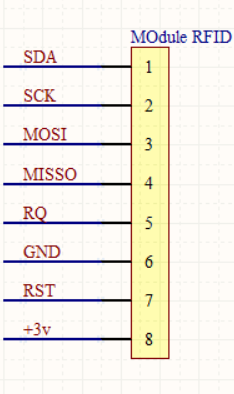 MOdule RFID
SDA 1
SCK 2
MOSI 3
MISSO 4
RQ 5
GND 6
RST 7
+3v 8